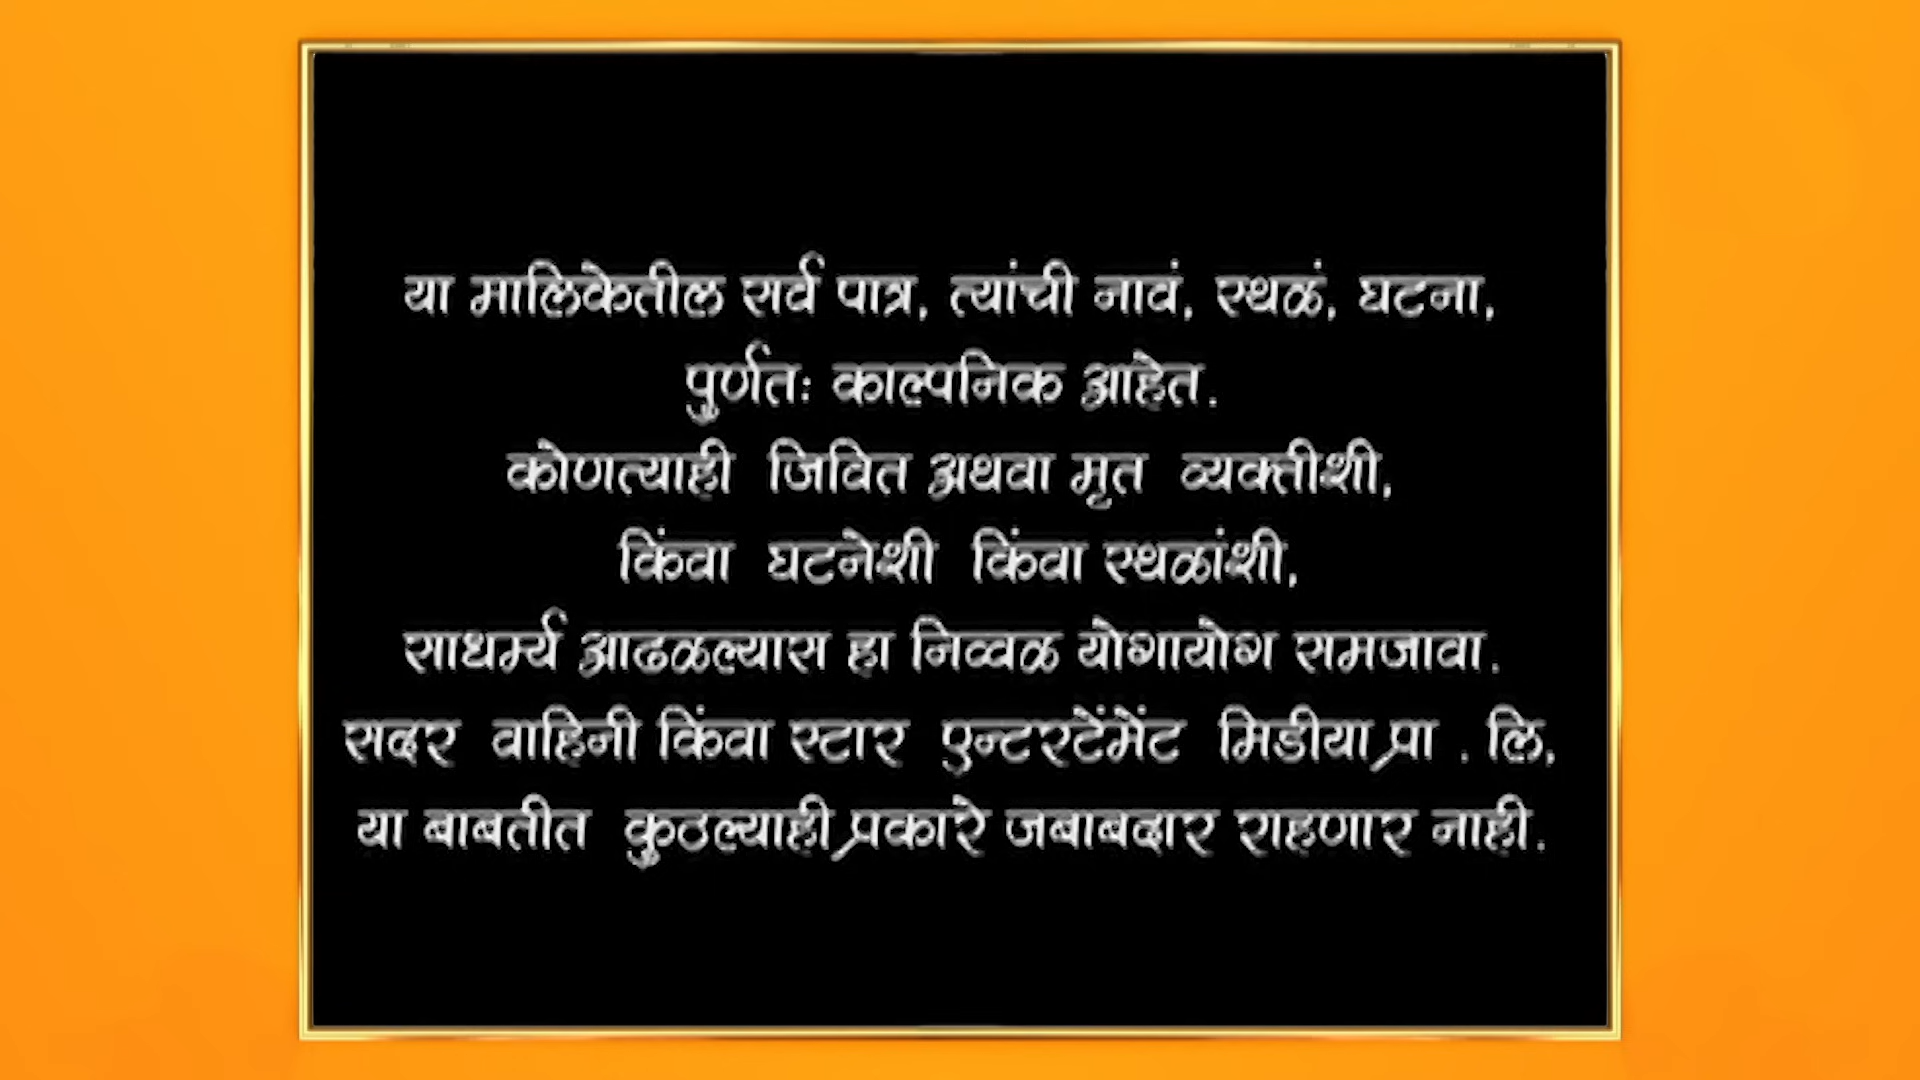 या मालिकेतील सर्व पात्र, त्यांची नावं, स्थळं, घटना,
पुर्णतः काल्पनिक आहेत.
कोणत्याही जिवित अथवा मृत व्यक्तीशी,
किंवा घटनेशी किंवा स्थळांशी,
साधर्म्य आढळल्यास हा निव्वळ योगायोग समजावा.
सदर वाहिनी किंवा स्टार एन्टरटेंमेंट मिडीया प्रा . लि,
या बाबतीत कुठल्याही प्रकारे जबाबदार राहणार नाही.